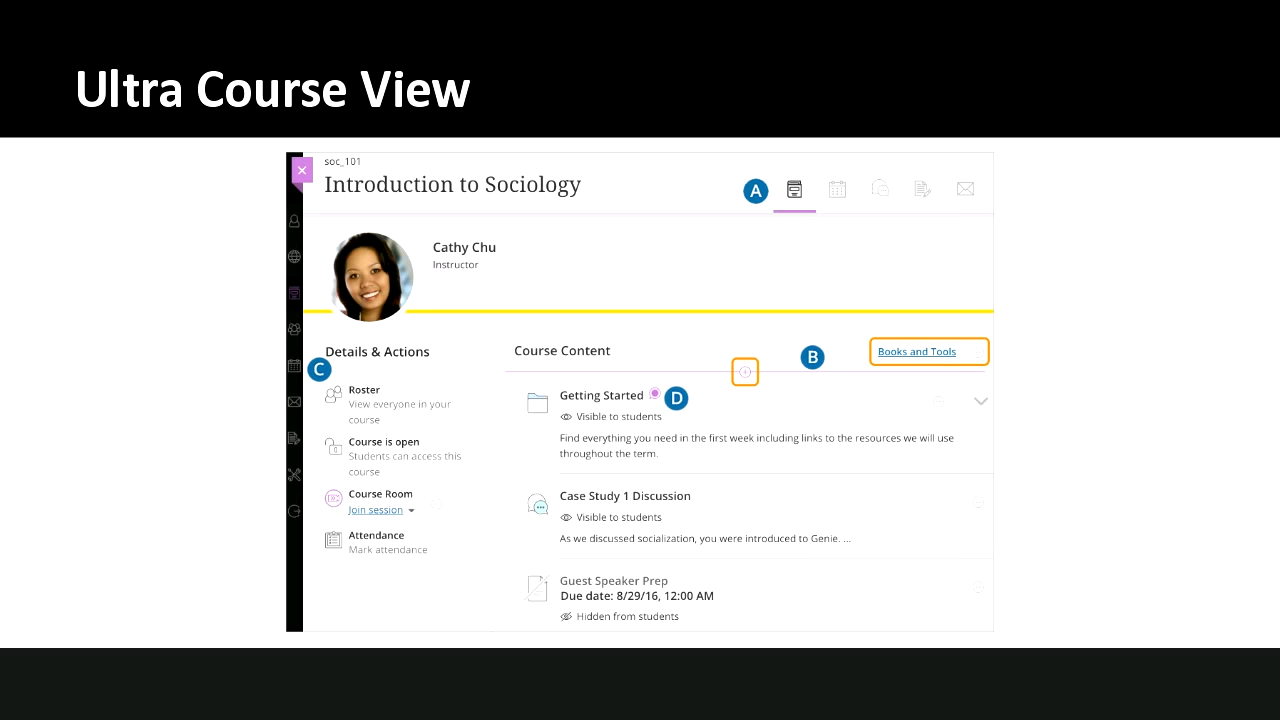 Ultra Course View
soc_101
Introduction to Sociology
A
Cathy Chu
Instructor
Details & Actions
C
Roster
View everyone in your
course
Course is open
Students can access this
course
Course Room
Join session
Attendance
Mark attendance
Course Content
B
Books and Tools
Getting Started
D
Visible to students
Find everything you need in the first week including links to the resources we will use
throughout the term.
Case Study 1 Discussion
Visible to students
As we discussed socialization, you were introduced to Genie. ...
Guest Speaker Prep
Due date: 8/29/16, 12:00 AM
Hidden from students